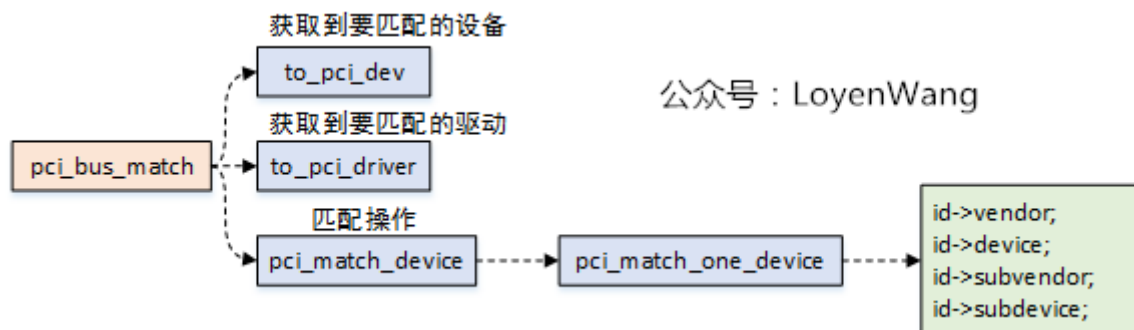 获取到要匹配的设备
to_pci_dev
公众号：LoyenWang
获取到要匹配的驱动
pci_bus_match
to_pci_driver
匹配操作
pci_match_device
pci_match_one_device
id->vendor;
id->device;
id->subvendor;
id->subdevice;